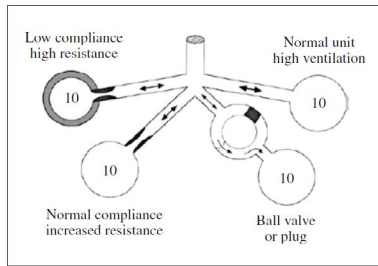 Low compliance
high resistance
10
Normal unit
high ventilation
10
10
Normal compliance
increased resistance
10
Ball valve
or plug